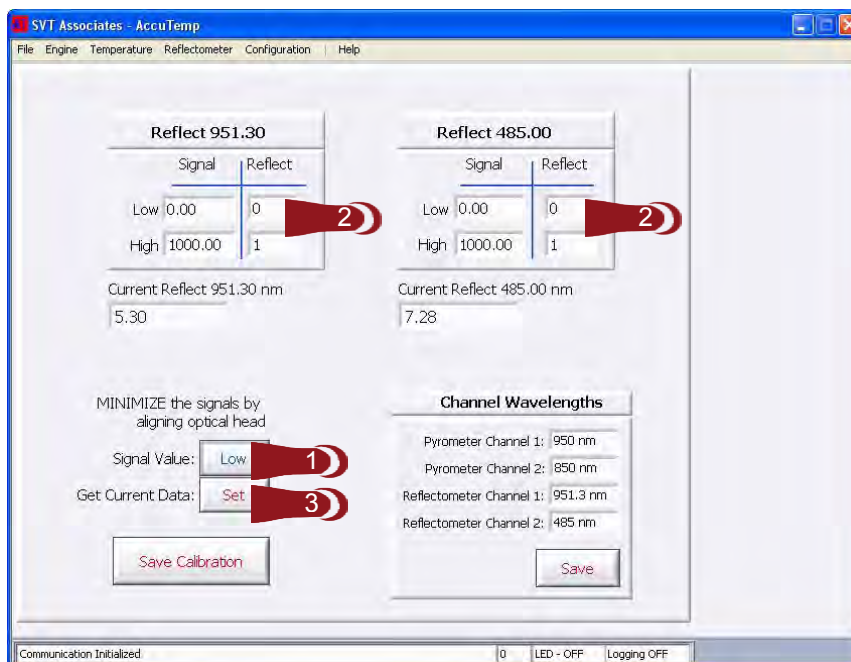 SVT Associates - AccuTemp
File Engine Temperature Reflectometer Configuration Help
Reflect 951.30
Signal Reflect
Low 0.00 0
2
High 1000.00 1
Current Reflect 951.30 nm
5.30
Reflect 485.00
Signal Reflect
Low 0.00 0
2
High 1000.00 1
Current Reflect 485.00 nm
7.28
MINIMIZE the signals by
aligning optical head
Signal Value: Low
1
Get Current Data: Set
3
Save Calibration
Channel Wavelengths
Pyrometer Channel 1: 950 nm
Pyrometer Channel 2: 850 nm
Reflectometer Channel 1: 951.3 nm
Reflectometer Channel 2: 485 nm
Save
Communication Initialized 0 LED - OFF Logging OFF